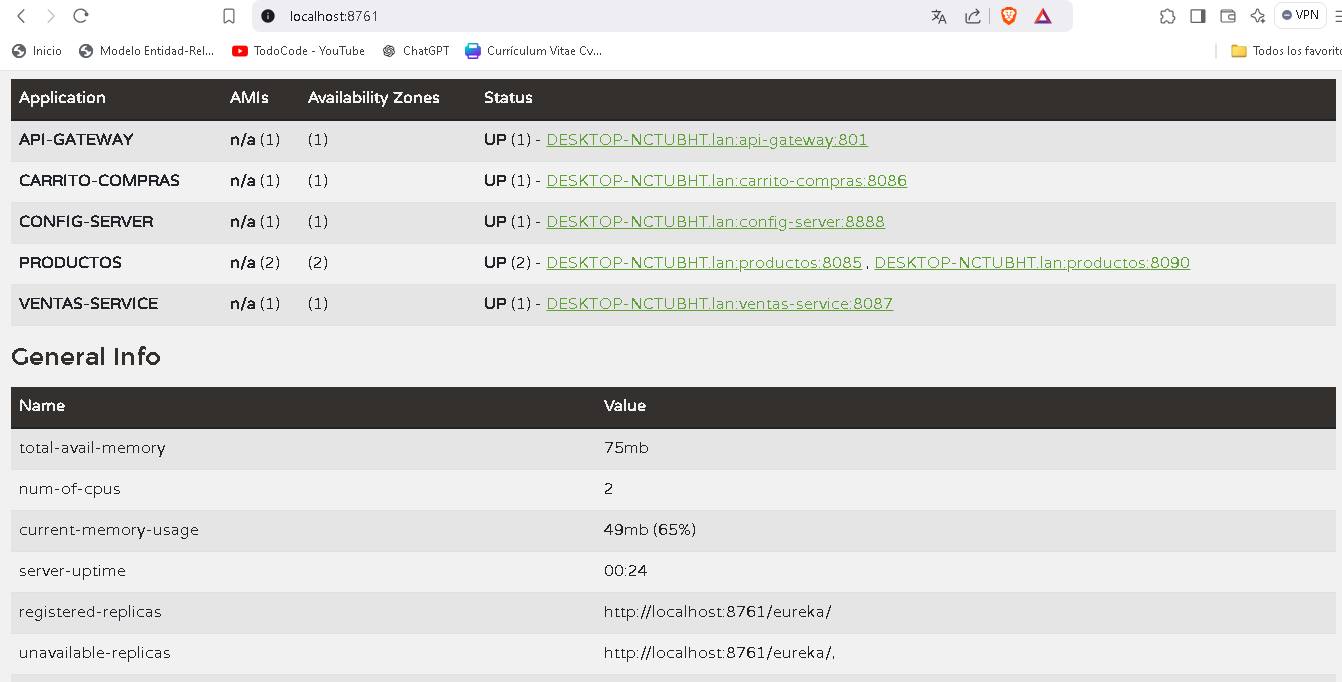 localhost:8761
VPN
Inicio Modelo Entidad-Rel... TodoCode - YouTube ChatGPT Currículum Vitae Cv... Todos los favorito
Application AMIs Availability Zones Status
API-GATEWAY n/a (1) (1) UP (1) - DESKTOP-NCTUBHT.lan:api-gateway:801
CARRITO-COMPRAS n/a (1) (1) UP (1) - DESKTOP-NCTUBHT.lan:carrito-compras:8086
CONFIG-SERVER n/a (1) (1) UP (1) - DESKTOP-NCTUBHT.lan:config-server:8888
PRODUCTOS n/a (2) (2) UP (2) - DESKTOP-NCTUBHT.lan:productos:8085 , DESKTOP-NCTUBHT.lan:productos:8090
VENTAS-SERVICE n/a (1) (1) UP (1) - DESKTOP-NCTUBHT.lan:ventas-service:8087
General Info
Name Value
total-avail-memory 75mb
num-of-cpus 2
current-memory-usage 49mb (65%)
server-uptime 00:24
registered-replicas http://localhost:8761/eureka/
unavailable-replicas http://localhost:8761/eureka/,